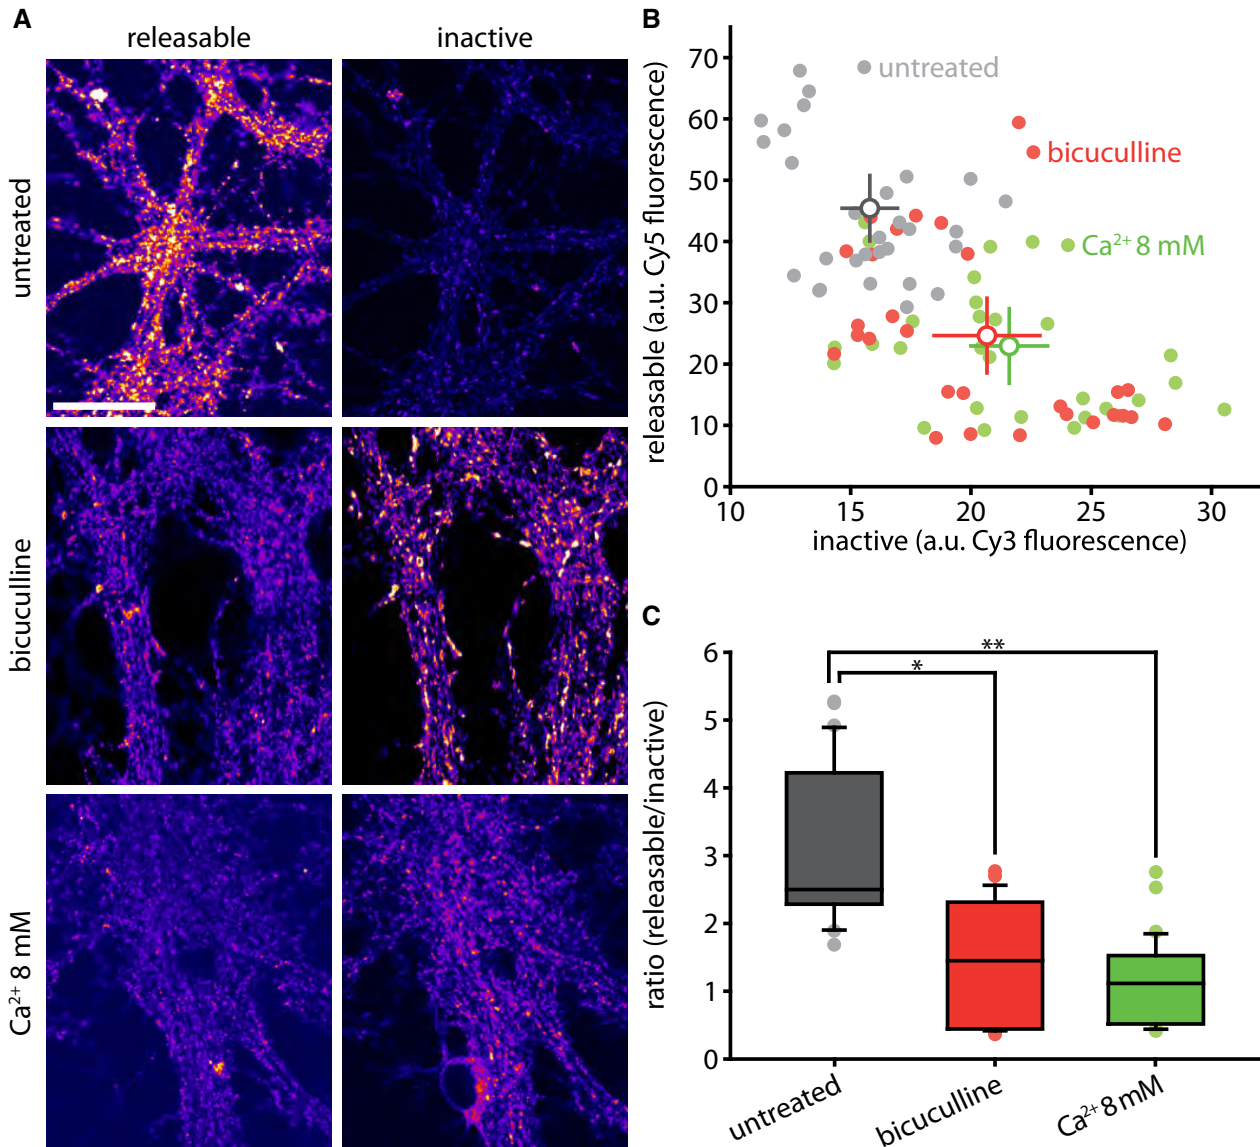 A
releasable
inactive
untreated
bicuculline
Ca²⁺ 8 mM
B
releasable (a.u. Cy5 fluorescence)
70
60
50
40
30
20
10
0
untreated
bicuculline
Ca²⁺ 8 mM
10 15 20 25 30
inactive (a.u. Cy3 fluorescence)
C
ratio (releasable/inactive)
6
5
4
3
2
1
0
**
*
untreated
bicuculline
Ca²⁺ 8 mM